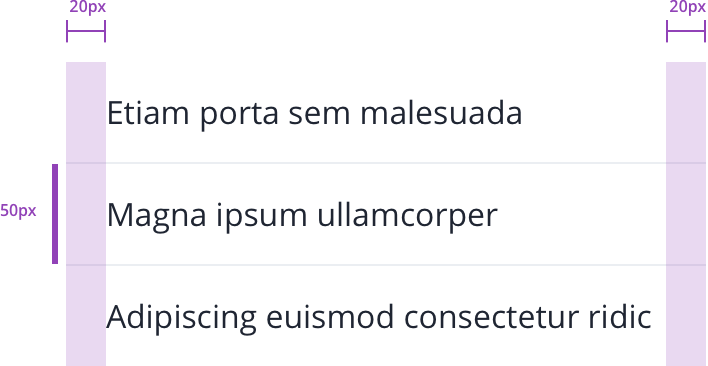 20px 20px
Etiam porta sem malesuada
50px Magna ipsum ullamcorper
Adipiscing euismod consectetur ridic